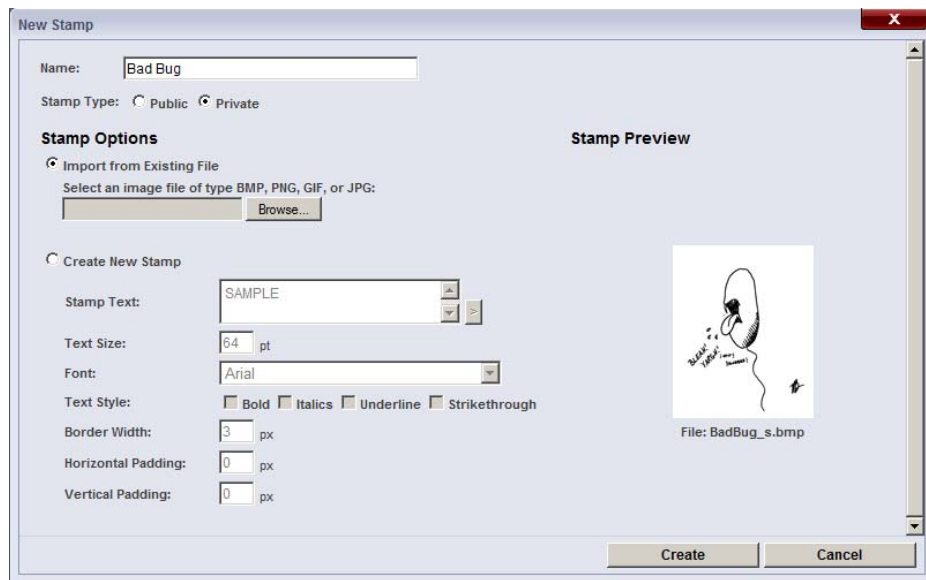 New Stamp
X
Name: Bad Bug
Stamp Type: Public Private
Stamp Options
Stamp Preview
Import from Existing File
Select an image file of type BMP, PNG, GIF, or JPG:
Browse...
Create New Stamp
Stamp Text: SAMPLE >
Text Size: 64 pt
Font: Arial
Text Style: Bold Italics Underline Strikethrough
Border Width: 3 px
Horizontal Padding: 0 px
Vertical Padding: 0 px
BLEAK!
File: BadBug_s.bmp
Create Cancel